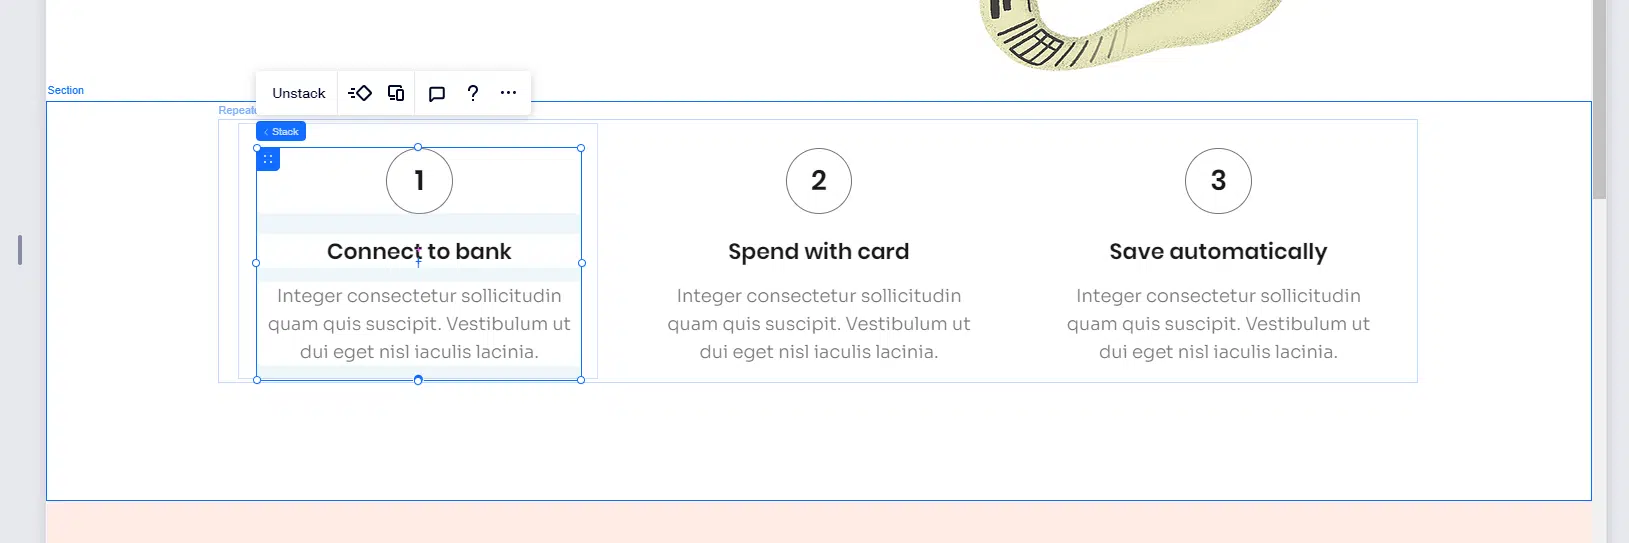 Section
Unstack
?
Stack
1
Connect to bank
Integer consectetur sollicitudin
quam quis suscipit. Vestibulum ut
dui eget nisl iaculis lacinia.
2
Spend with card
Integer consectetur sollicitudin
quam quis suscipit. Vestibulum ut
dui eget nisl iaculis lacinia.
3
Save automatically
Integer consectetur sollicitudin
quam quis suscipit. Vestibulum ut
dui eget nisl iaculis lacinia.